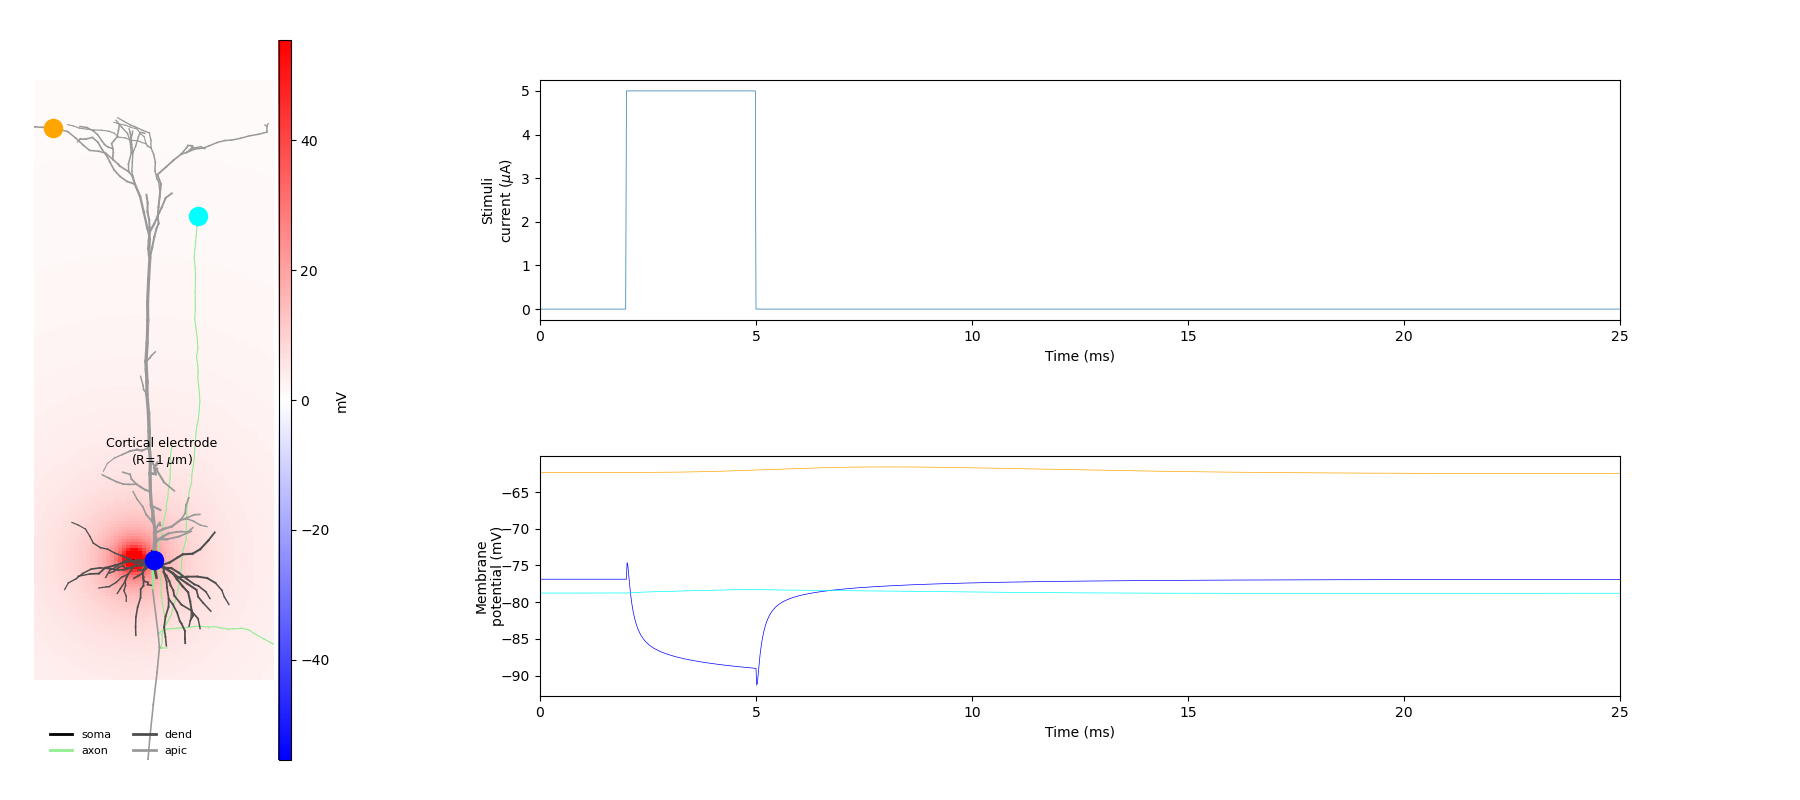 Cortical electrode
(R=1 μm)
soma
axon
dend
apic
40
20
0
−20
−40
mV
5
4
3
2
1
0
Stimuli
current (μA)
0 5 10 15 20 25
Time (ms)
−65
−70
−75
−80
−85
−90
Membrane
potential (mV)
0 5 10 15 20 25
Time (ms)